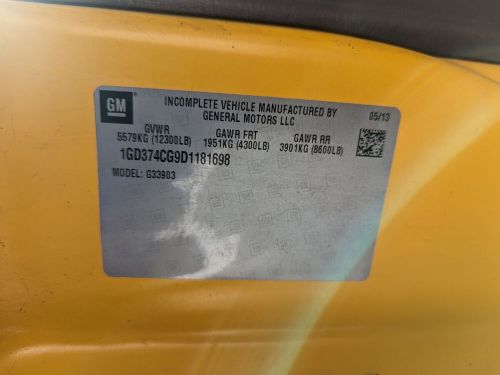 GM
INCOMPLETE VEHICLE MANUFACTURED BY
GENERAL MOTORS LLC
05/13
GVWR GAWR FRT GAWR RR
5579KG (12300LB) 1951KG (4300LB) 3901KG (8600LB)
1GD374CG9D1181698
MODEL: G33903